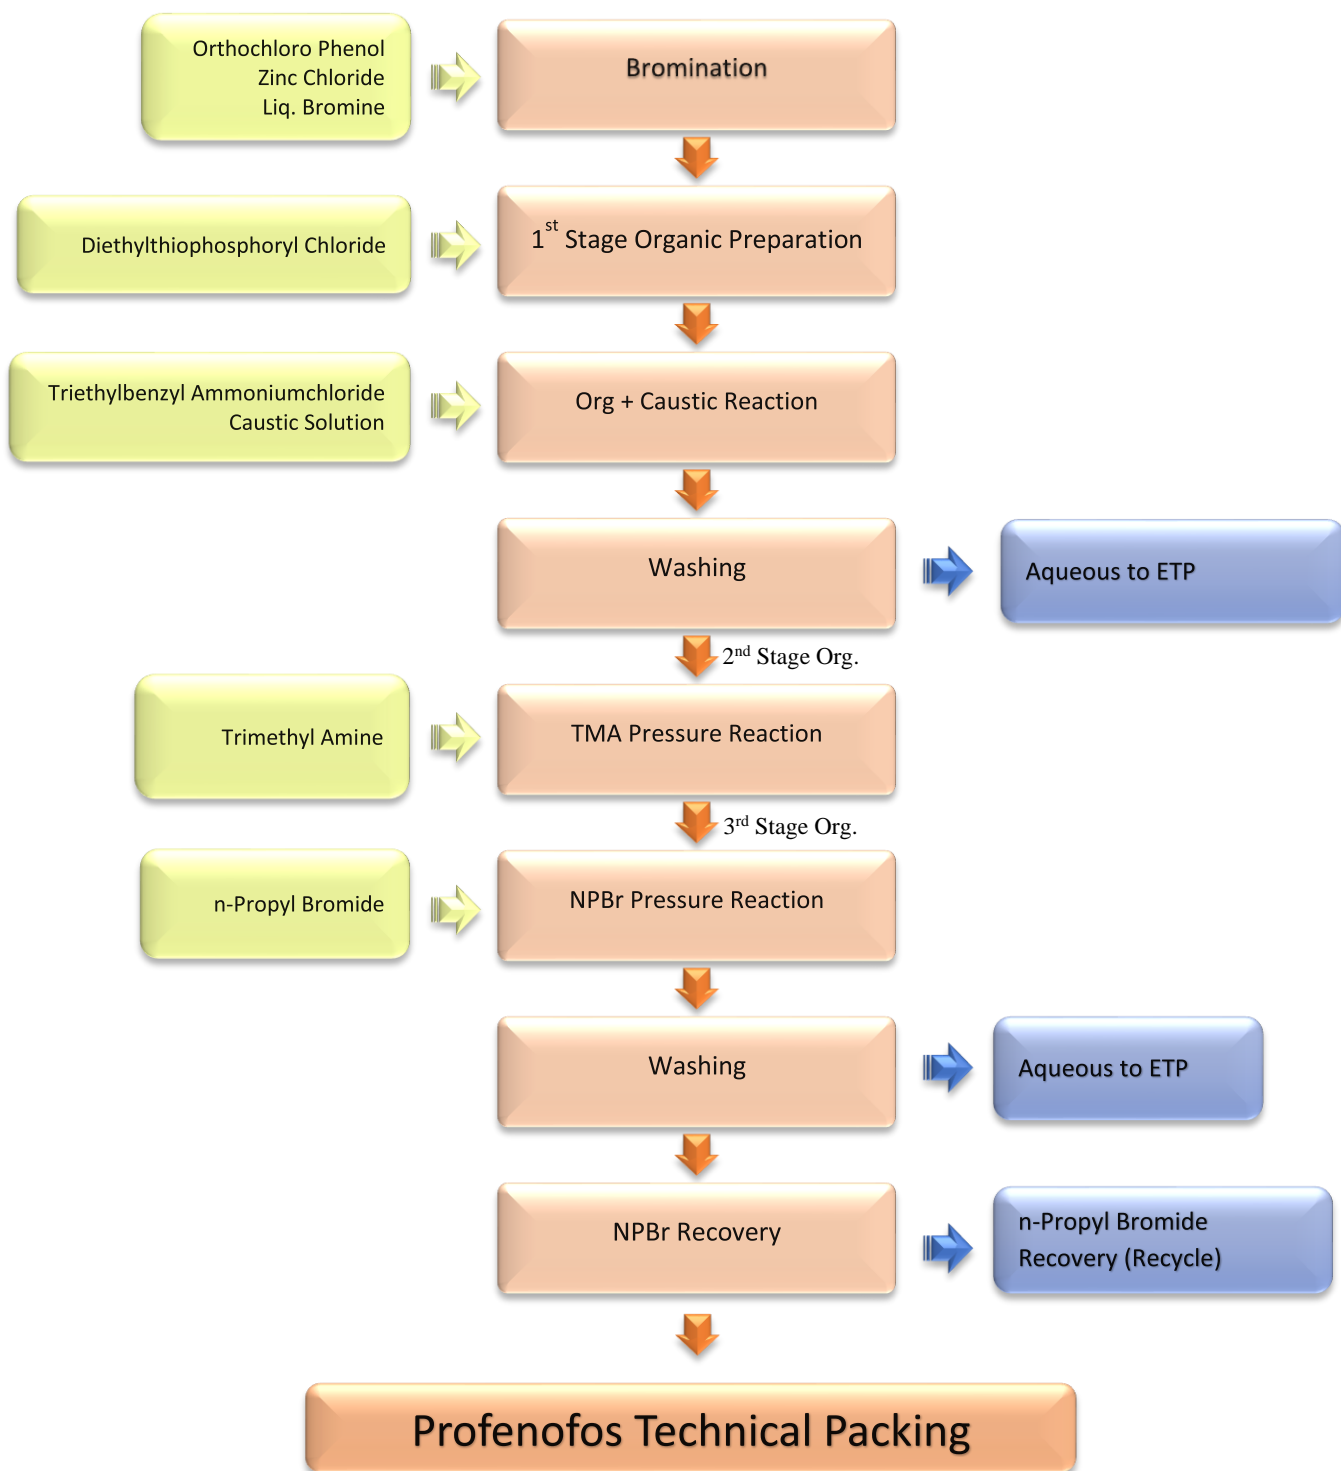 Orthochloro Phenol
Zinc Chloride
Liq. Bromine
Bromination
Diethylthiophosphoryl Chloride
1st Stage Organic Preparation
Triethylbenzyl Ammoniumchloride
Caustic Solution
Org + Caustic Reaction
Washing
Aqueous to ETP
2nd Stage Org.
Trimethyl Amine
TMA Pressure Reaction
3rd Stage Org.
n-Propyl Bromide
NPBr Pressure Reaction
Washing
Aqueous to ETP
NPBr Recovery
n-Propyl Bromide
Recovery (Recycle)
Profenofos Technical Packing